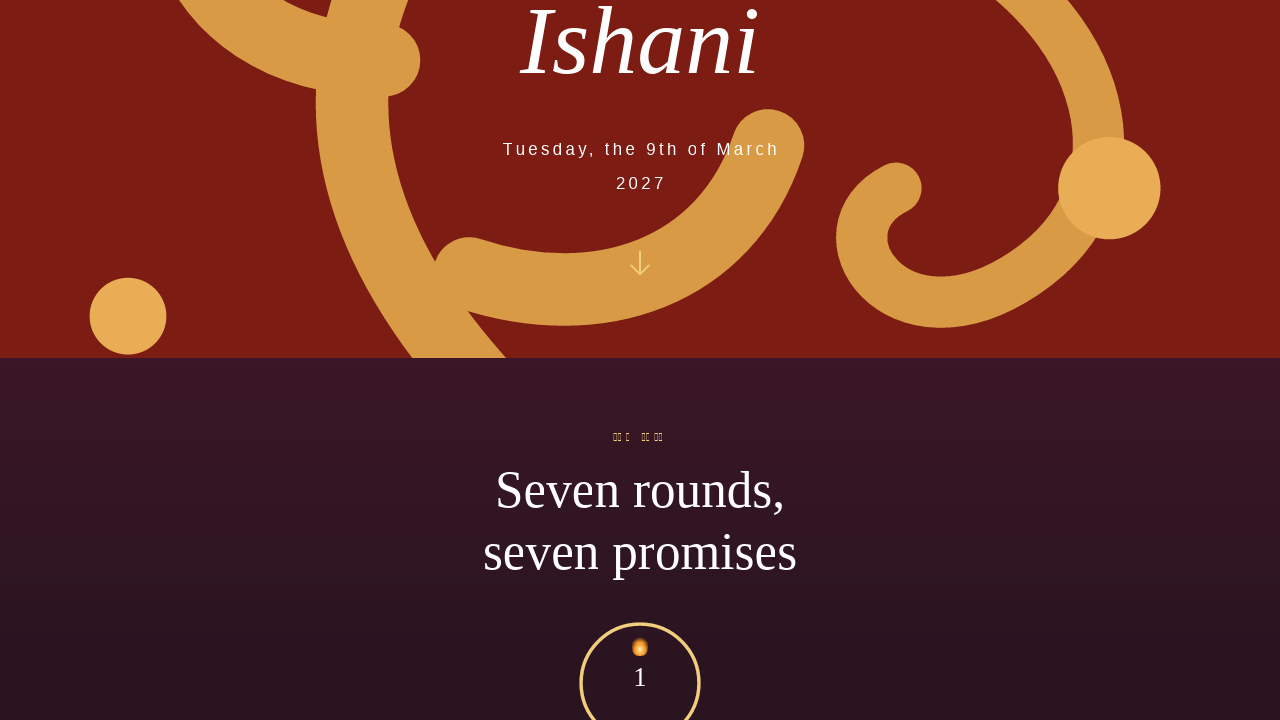 Ishani
Tuesday, the 9th of March
2027
Seven rounds,
seven promises
1